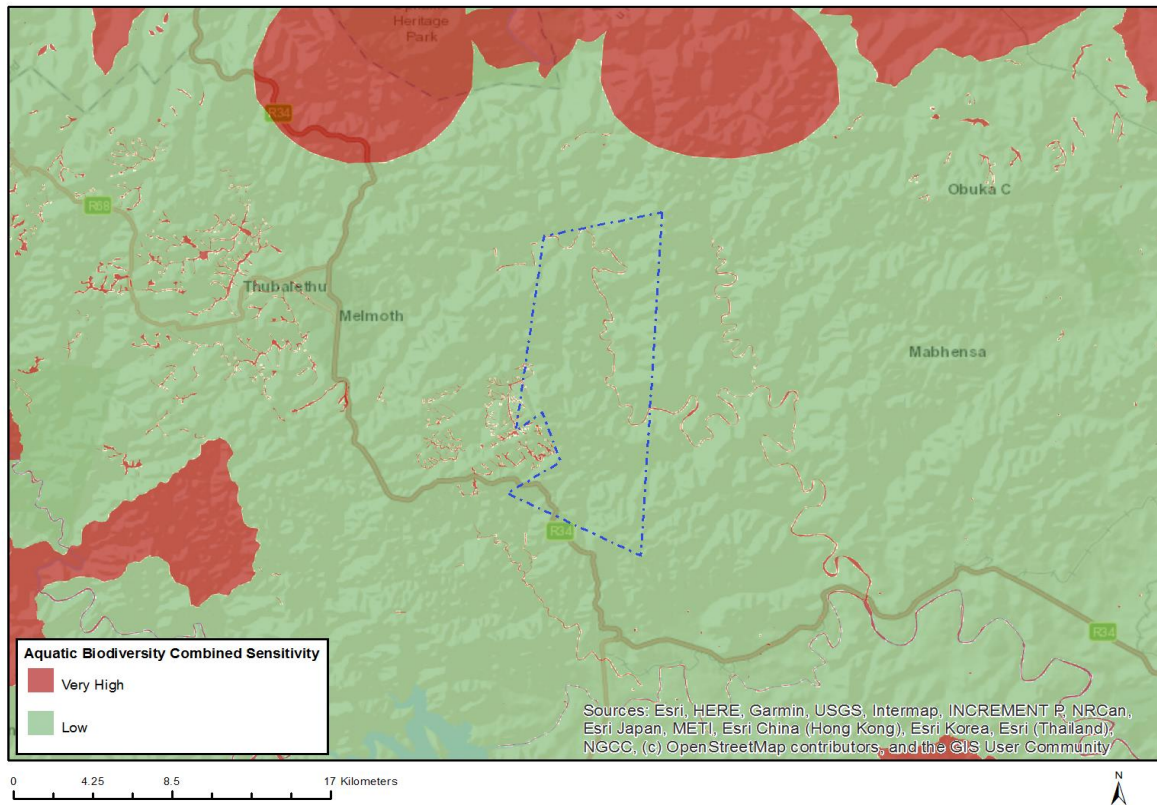 Heritage
Park
R34
Obuka C
R68
Thubalethu
Melmoth
Mabhensa
R34
R34
Aquatic Biodiversity Combined Sensitivity
Very High
Low
Sources: Esri, HERE, Garmin, USGS, Intermap, INCREMENT P, NRCan,
Esri Japan, METI, Esri China (Hong Kong), Esri Korea, Esri (Thailand),
NGCC, (c) OpenStreetMap contributors, and the GIS User Community
0 4.25 8.5 17 Kilometers
N